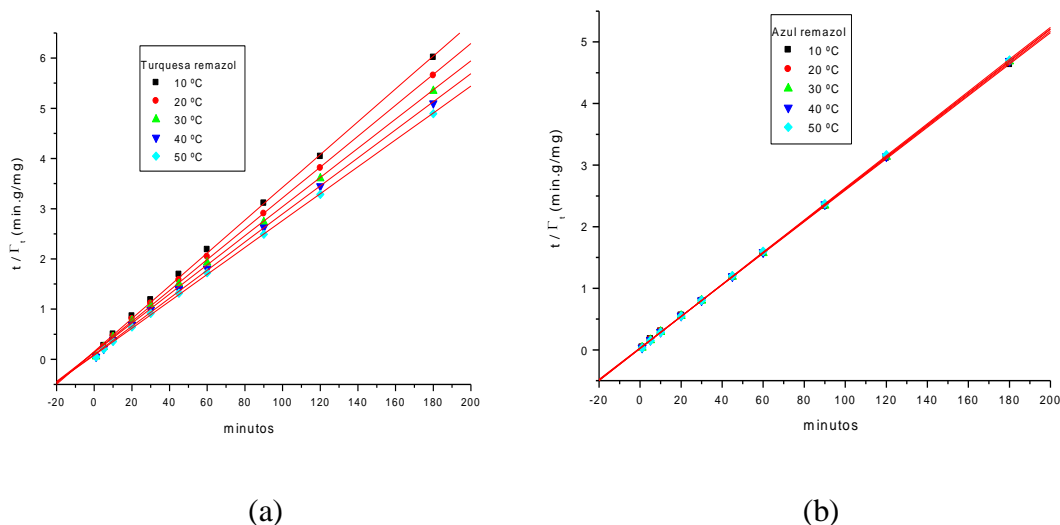 Turquesa remazol
10 ºC
20 ºC
30 ºC
40 ºC
50 ºC
t / Γt (min.g/mg)
6
5
4
3
2
1
0
-20 0 20 40 60 80 100 120 140 160 180 200
minutos
(a)
Azul remazol
10 ºC
20 ºC
30 ºC
40 ºC
50 ºC
t / Γt (min.g/mg)
5
4
3
2
1
0
-20 0 20 40 60 80 100 120 140 160 180 200
minutos
(b)